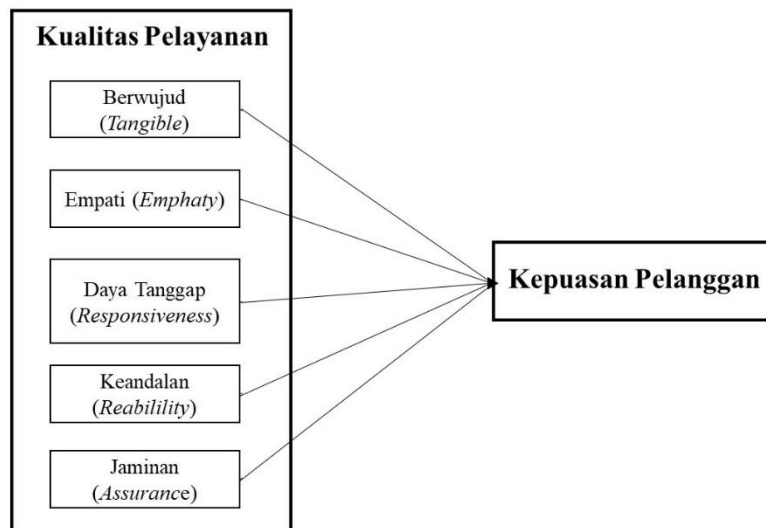 Kualitas Pelayanan
Berwujud
(Tangible)
Empati (Emphaty)
Daya Tanggap
(Responsiveness)
Keandalan
(Reabilility)
Jaminan
(Assurance)
Kepuasan Pelanggan